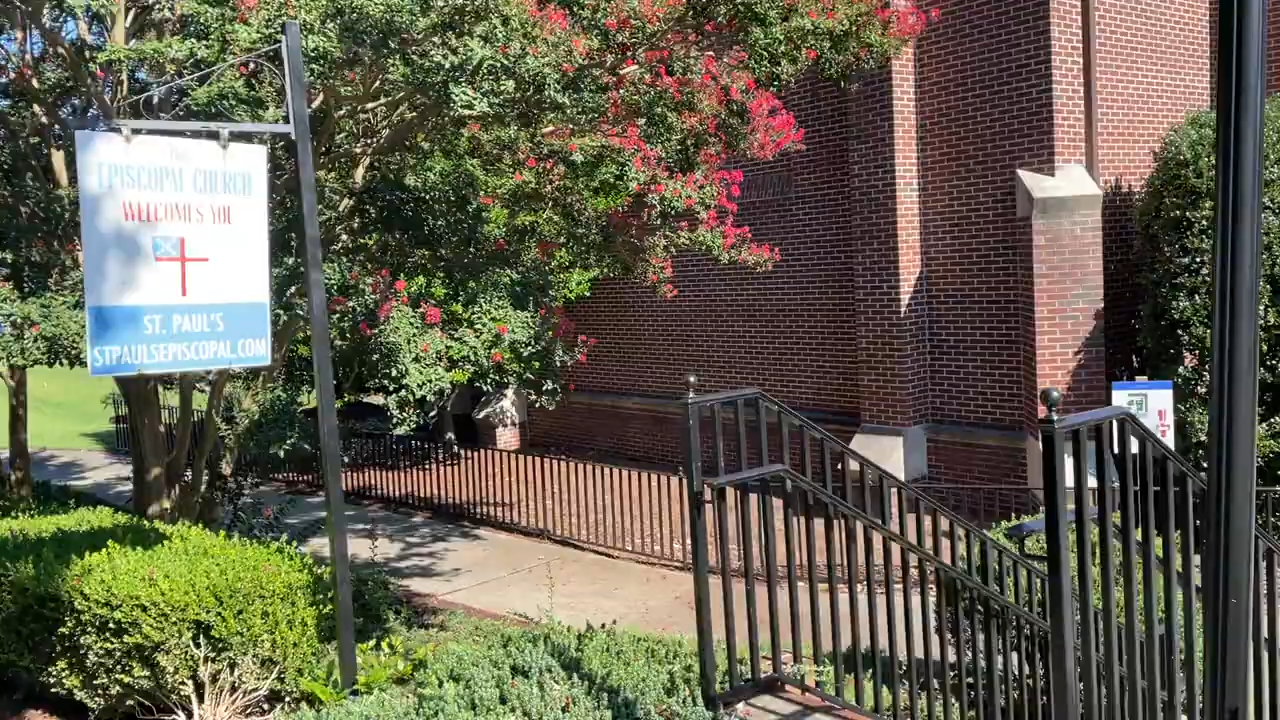 The
EPISCOPAL CHURCH
WELCOMES YOU
ST. PAUL'S
STPAULSEPISCOPAL.COM